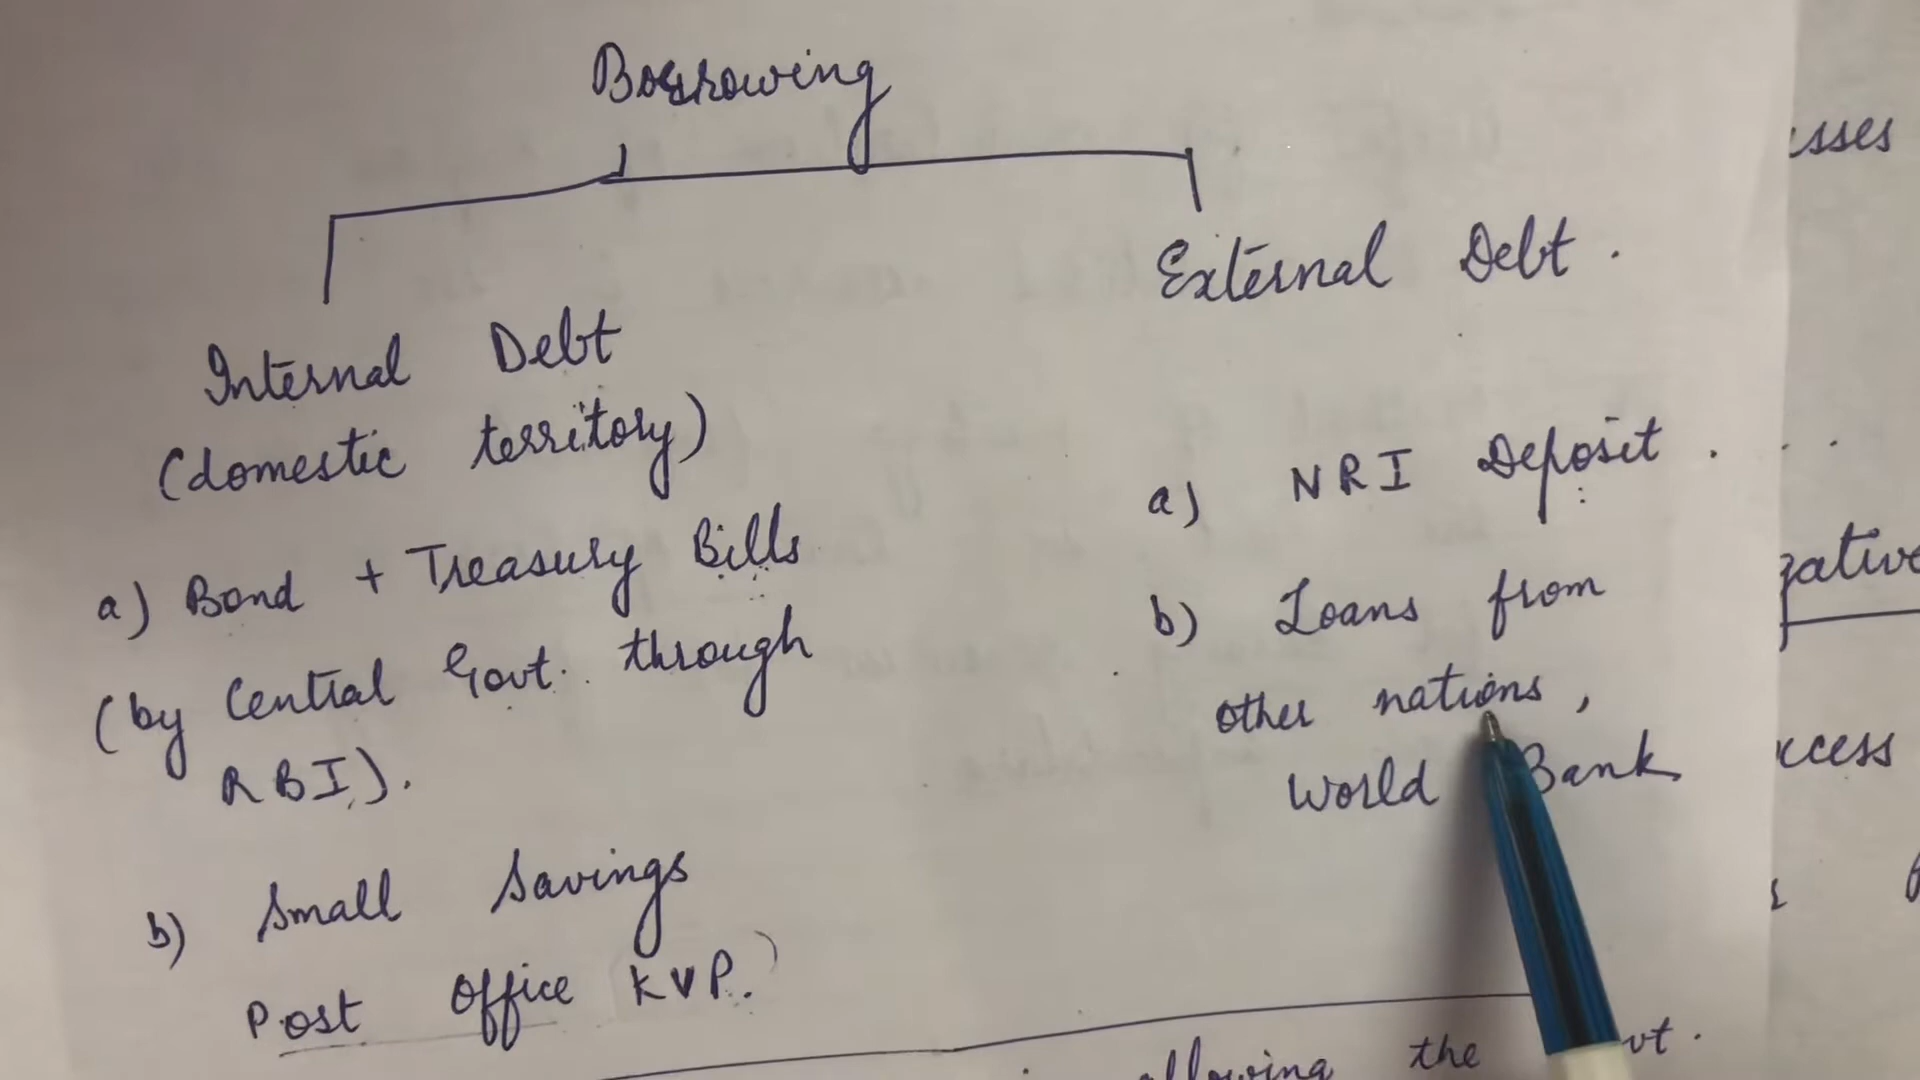 Borrowing
Internal Debt
(domestic territory)
a) Bond + Treasury Bills
(by Central Govt. through
RBI).
b) Small Savings
Post Office KVP.)
External Debt.
a) NRI Deposit.
b) Loans from
other nations,
World Bank
allowing the